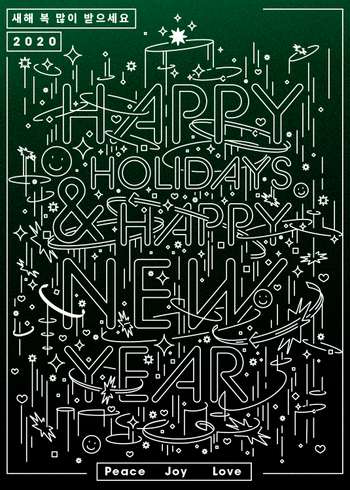 새해 복 많이 받으세요
2020
HAPPY
HOLIDAYS
& HAPPY
NEW
YEAR
Peace Joy Love